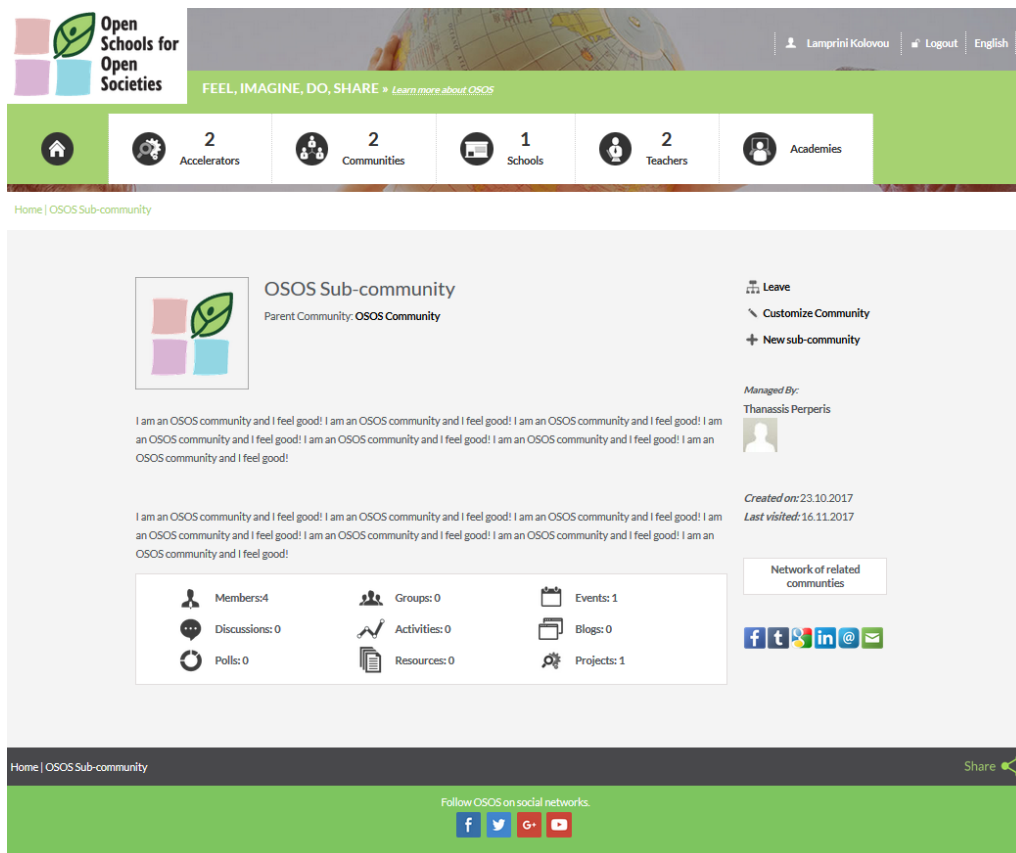 Open
Schools for
Open
Societies
Lamprini Kolovou
Logout
English
FEEL, IMAGINE, DO, SHARE » Learn more about OSOS
2
Accelerators
2
Communities
1
Schools
2
Teachers
Academies
Home | OSOS Sub-community
OSOS Sub-community
Parent Community: OSOS Community
Leave
Customize Community
New sub-community
Managed By:
Thanassis Perperis
I am an OSOS community and I feel good! I am an OSOS community and I feel good! I am an OSOS community and I feel good! I am
an OSOS community and I feel good! I am an OSOS community and I feel good! I am an OSOS community and I feel good! I am an
OSOS community and I feel good!
Created on: 23.10.2017
Last visited: 16.11.2017
I am an OSOS community and I feel good! I am an OSOS community and I feel good! I am an OSOS community and I feel good! I am
an OSOS community and I feel good! I am an OSOS community and I feel good! I am an OSOS community and I feel good! I am an
OSOS community and I feel good!
Network of related
communties
Members:4
Groups: 0
Events: 1
Discussions: 0
Activities: 0
Blogs: 0
Polls: 0
Resources: 0
Projects: 1
Home | OSOS Sub-community
Share
Follow OSOS on social networks.